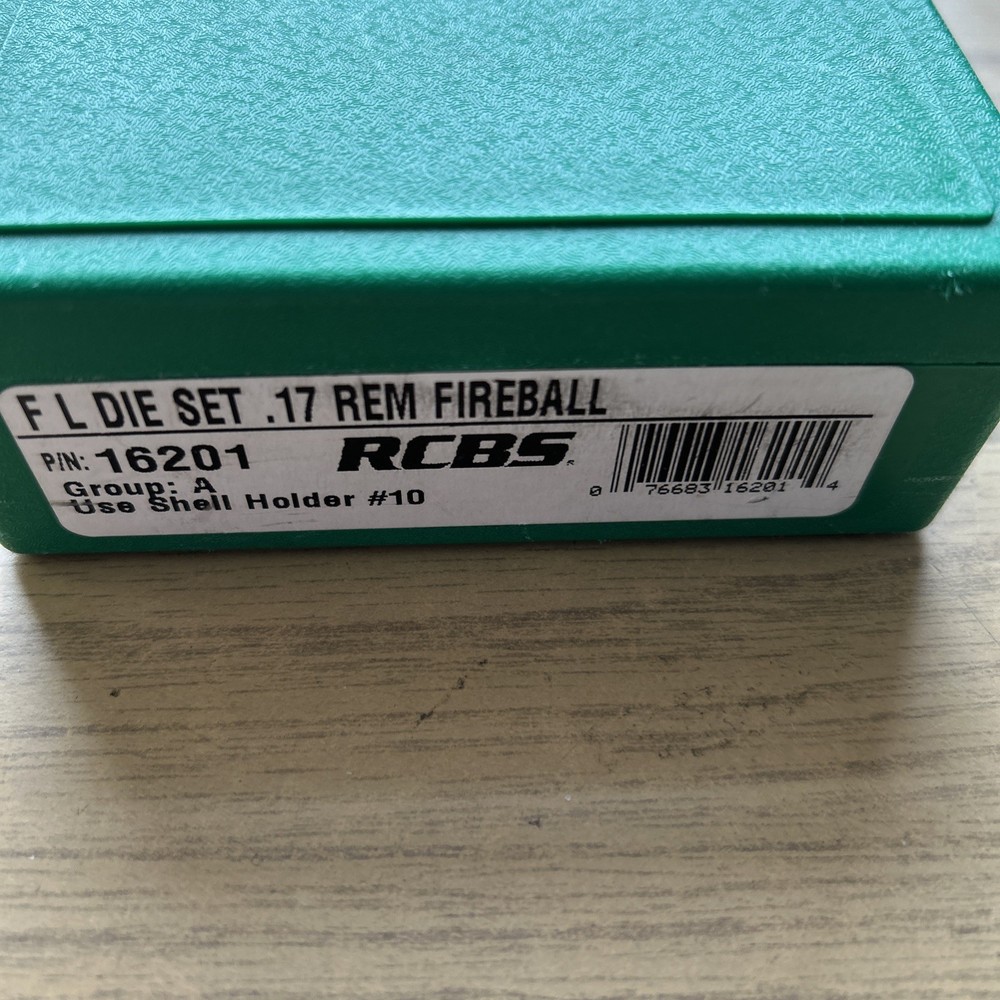 F L DIE SET .17 REM FIREBALL
P/N: 16201 RCBS®
Group: A
Use Shell Holder #10
0 76683 16201 4